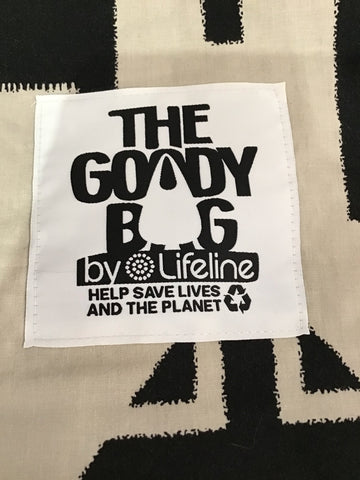 THE
GOODY
BAG
by Lifeline
HELP SAVE LIVES
AND THE PLANET